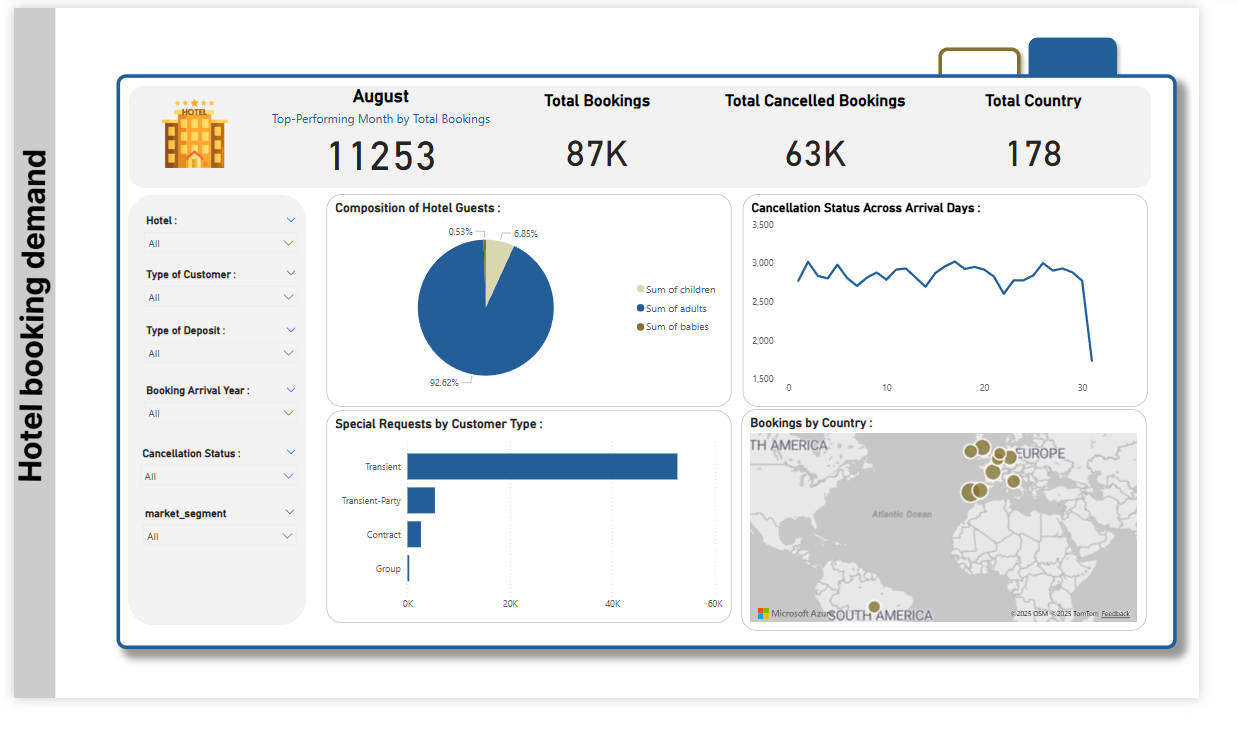 Hotel booking demand
HOTEL
August
Top-Performing Month by Total Bookings
11253
Total Bookings
87K
Total Cancelled Bookings
63K
Total Country
178
Hotel :
All
Type of Customer :
All
Type of Deposit :
All
Booking Arrival Year :
All
Cancellation Status :
All
market_segment
All
Composition of Hotel Guests :
0.53%
6.85%
92.62%
Sum of children
Sum of adults
Sum of babies
Cancellation Status Across Arrival Days :
3,500
3,000
2,500
2,000
1,500
0
10
20
30
Special Requests by Customer Type :
Transient
Transient-Party
Contract
Group
0K
20K
40K
60K
Bookings by Country :
TH AMERICA
EUROPE
Atlantic Ocean
SOUTH AMERICA
Microsoft Azur
©2025 OSM ©2025 TomTom Feedback